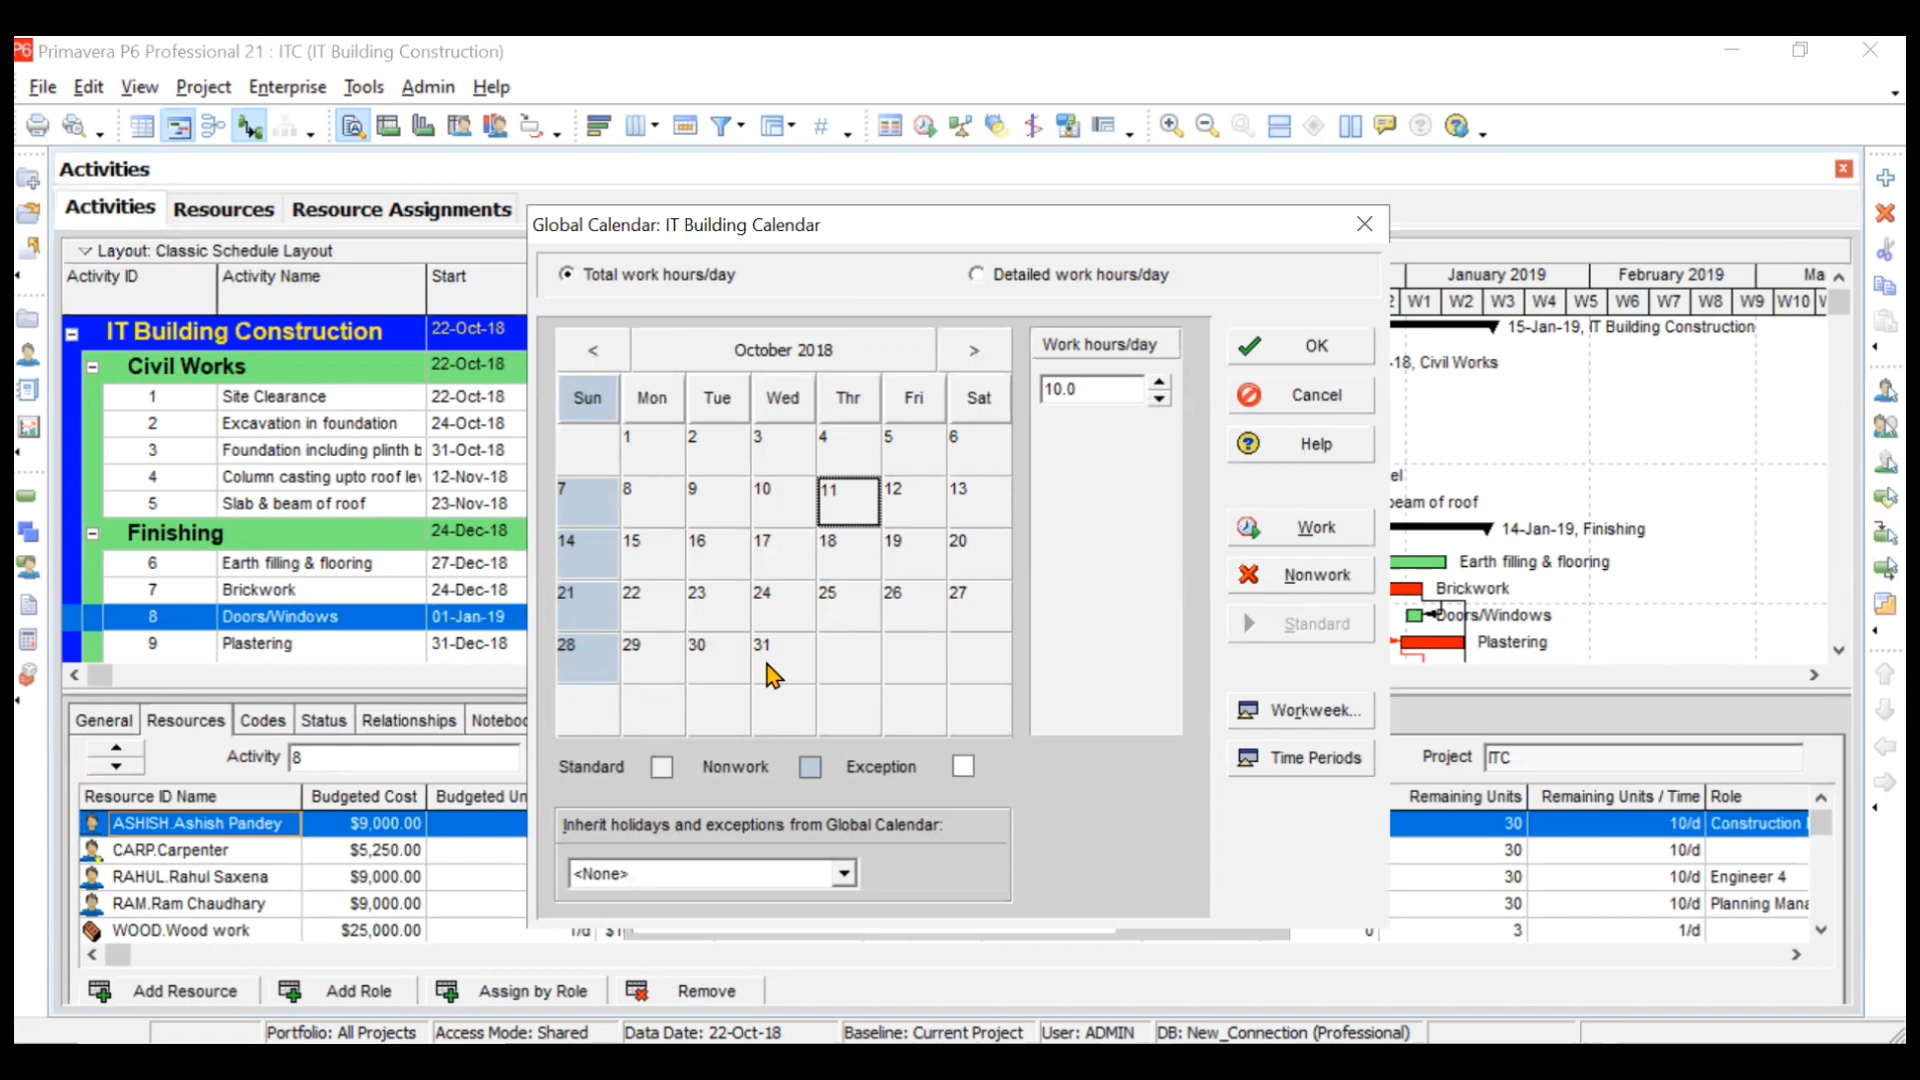 P6 Primavera P6 Professional 21 : ITC (IT Building Construction)
File Edit View Project Enterprise Tools Admin Help
Activities
Activities Resources Resource Assignments
Layout: Classic Schedule Layout
Activity ID Activity Name Start
IT Building Construction 22-Oct-18
Civil Works 22-Oct-18
1 Site Clearance 22-Oct-18
2 Excavation in foundation 24-Oct-18
3 Foundation including plinth b 31-Oct-18
4 Column casting upto roof lev 12-Nov-18
5 Slab & beam of roof 23-Nov-18
Finishing 24-Dec-18
6 Earth filling & flooring 27-Dec-18
7 Brickwork 24-Dec-18
8 Doors/Windows 01-Jan-19
9 Plastering 31-Dec-18
Global Calendar: IT Building Calendar
Total work hours/day Detailed work hours/day
< October 2018 >
Sun Mon Tue Wed Thr Fri Sat
1 2 3 4 5 6
7 8 9 10 11 12 13
14 15 16 17 18 19 20
21 22 23 24 25 26 27
28 29 30 31
Standard Nonwork Exception
Inherit holidays and exceptions from Global Calendar:
<None>
Work hours/day
10.0
OK
Cancel
Help
Work
Nonwork
Standard
Workweek...
Time Periods
January 2019 February 2019 Ma
2 W1 W2 W3 W4 W5 W6 W7 W8 W9 W10
15-Jan-19, IT Building Construction
-18, Civil Works
el
beam of roof
14-Jan-19, Finishing
Earth filling & flooring
Brickwork
Doors/Windows
Plastering
General Resources Codes Status Relationships Noteboo
Activity 8 Project ITC
Resource ID Name Budgeted Cost Budgeted Un Remaining Units Remaining Units / Time Role
ASHISH.Ashish Pandey $9,000.00 30 10/d Construction
CARP.Carpenter $5,250.00 30 10/d
RAHUL.Rahul Saxena $9,000.00 30 10/d Engineer 4
RAM.Ram Chaudhary $9,000.00 30 10/d Planning Mana
WOOD.Wood work $25,000.00 1/d $1 0 3 1/d
Add Resource Add Role Assign by Role Remove
Portfolio: All Projects Access Mode: Shared Data Date: 22-Oct-18 Baseline: Current Project User: ADMIN DB: New_Connection (Professional)